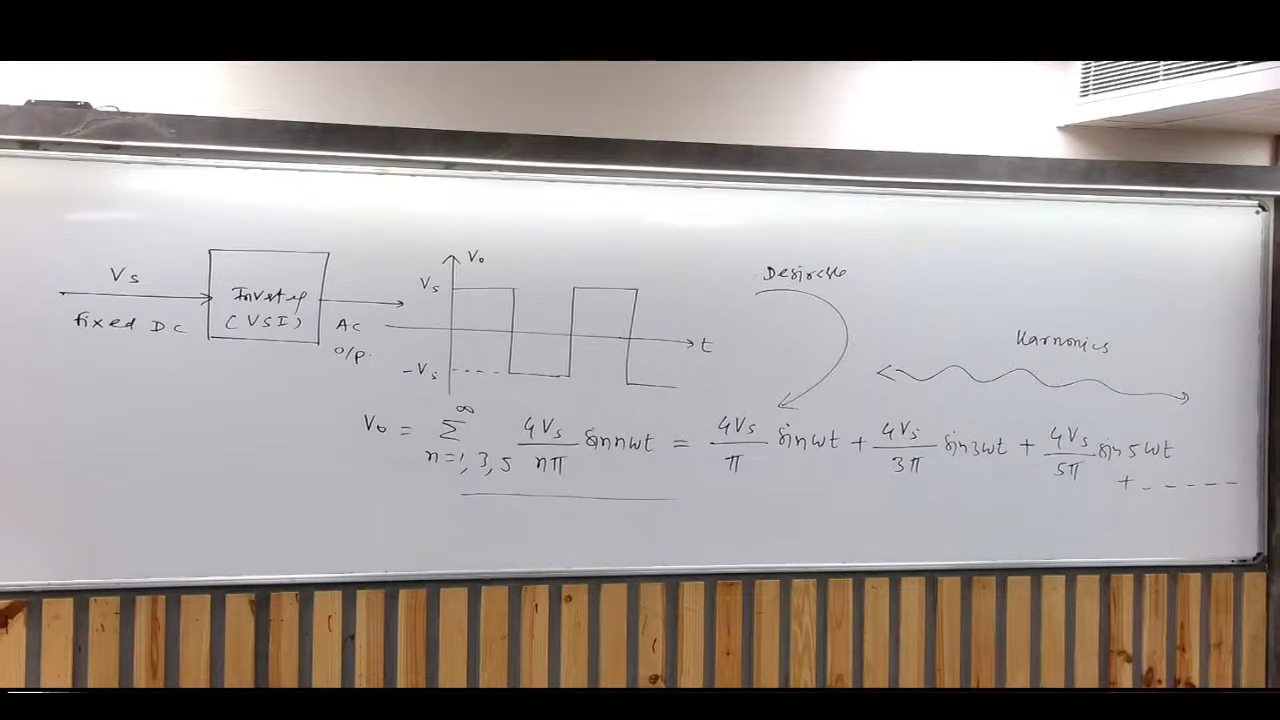 Vs
fixed DC
Inverter
(VSI)
AC
O/P.
Vo
Vs
-Vs
t
Desirable
Harmonics
Vo = ∞ Σ n=1,3,5 4Vs/nπ sin nωt = 4Vs/π sin ωt + 4Vs/3π sin 3ωt + 4Vs/5π sin 5ωt
+ - - - - - -